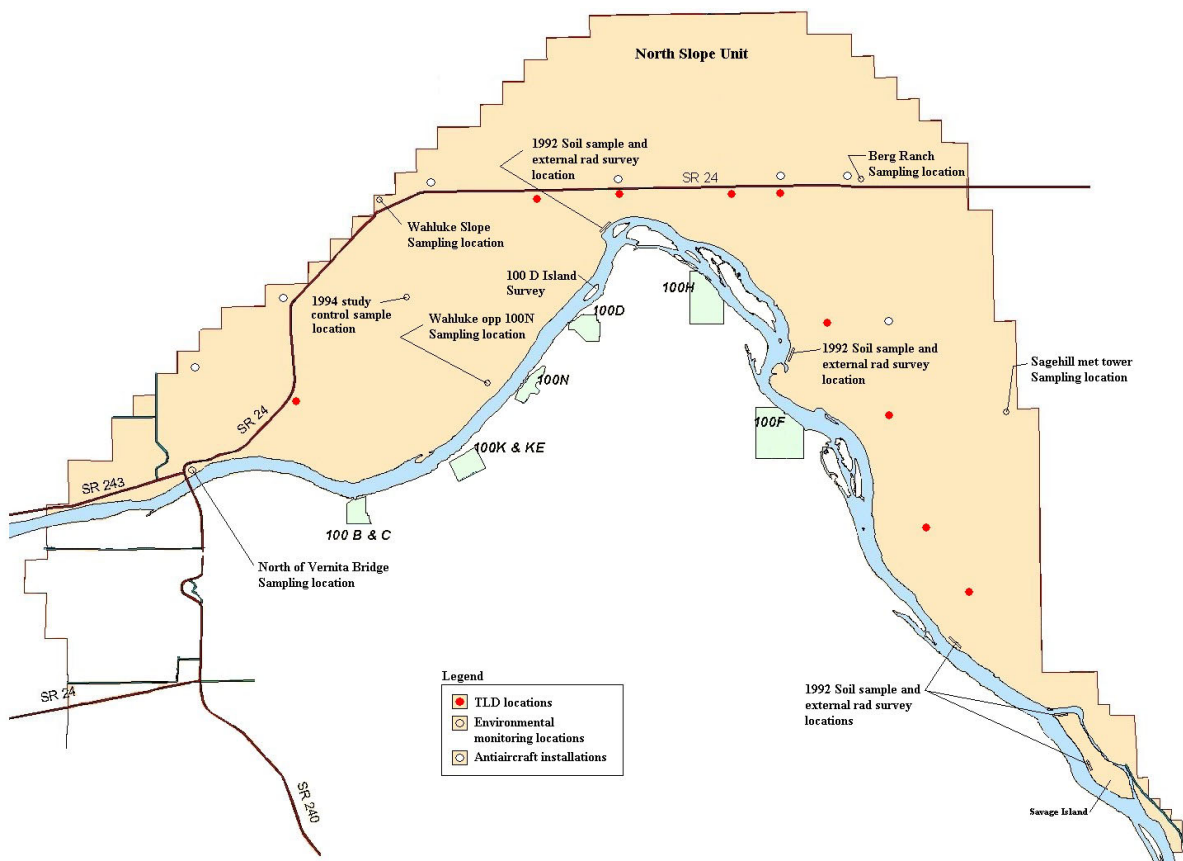 North Slope Unit
1992 Soil sample and
external rad survey
location
Berg Ranch
Sampling location
SR 24
Wahluke Slope
Sampling location
100 D Island
Survey
100H
1994 study
control sample
location
Wahluke opp 100N
Sampling location
100D
1992 Soil sample and
external rad survey
location
Sagehill met tower
Sampling location
100N
SR 24
100F
100K & KE
SR 243
100 B & C
North of Vernita Bridge
Sampling location
SR 24
Legend
TLD locations
Environmental
monitoring locations
Antiaircraft installations
1992 Soil sample and
external rad survey
locations
SR 240
Savage Island